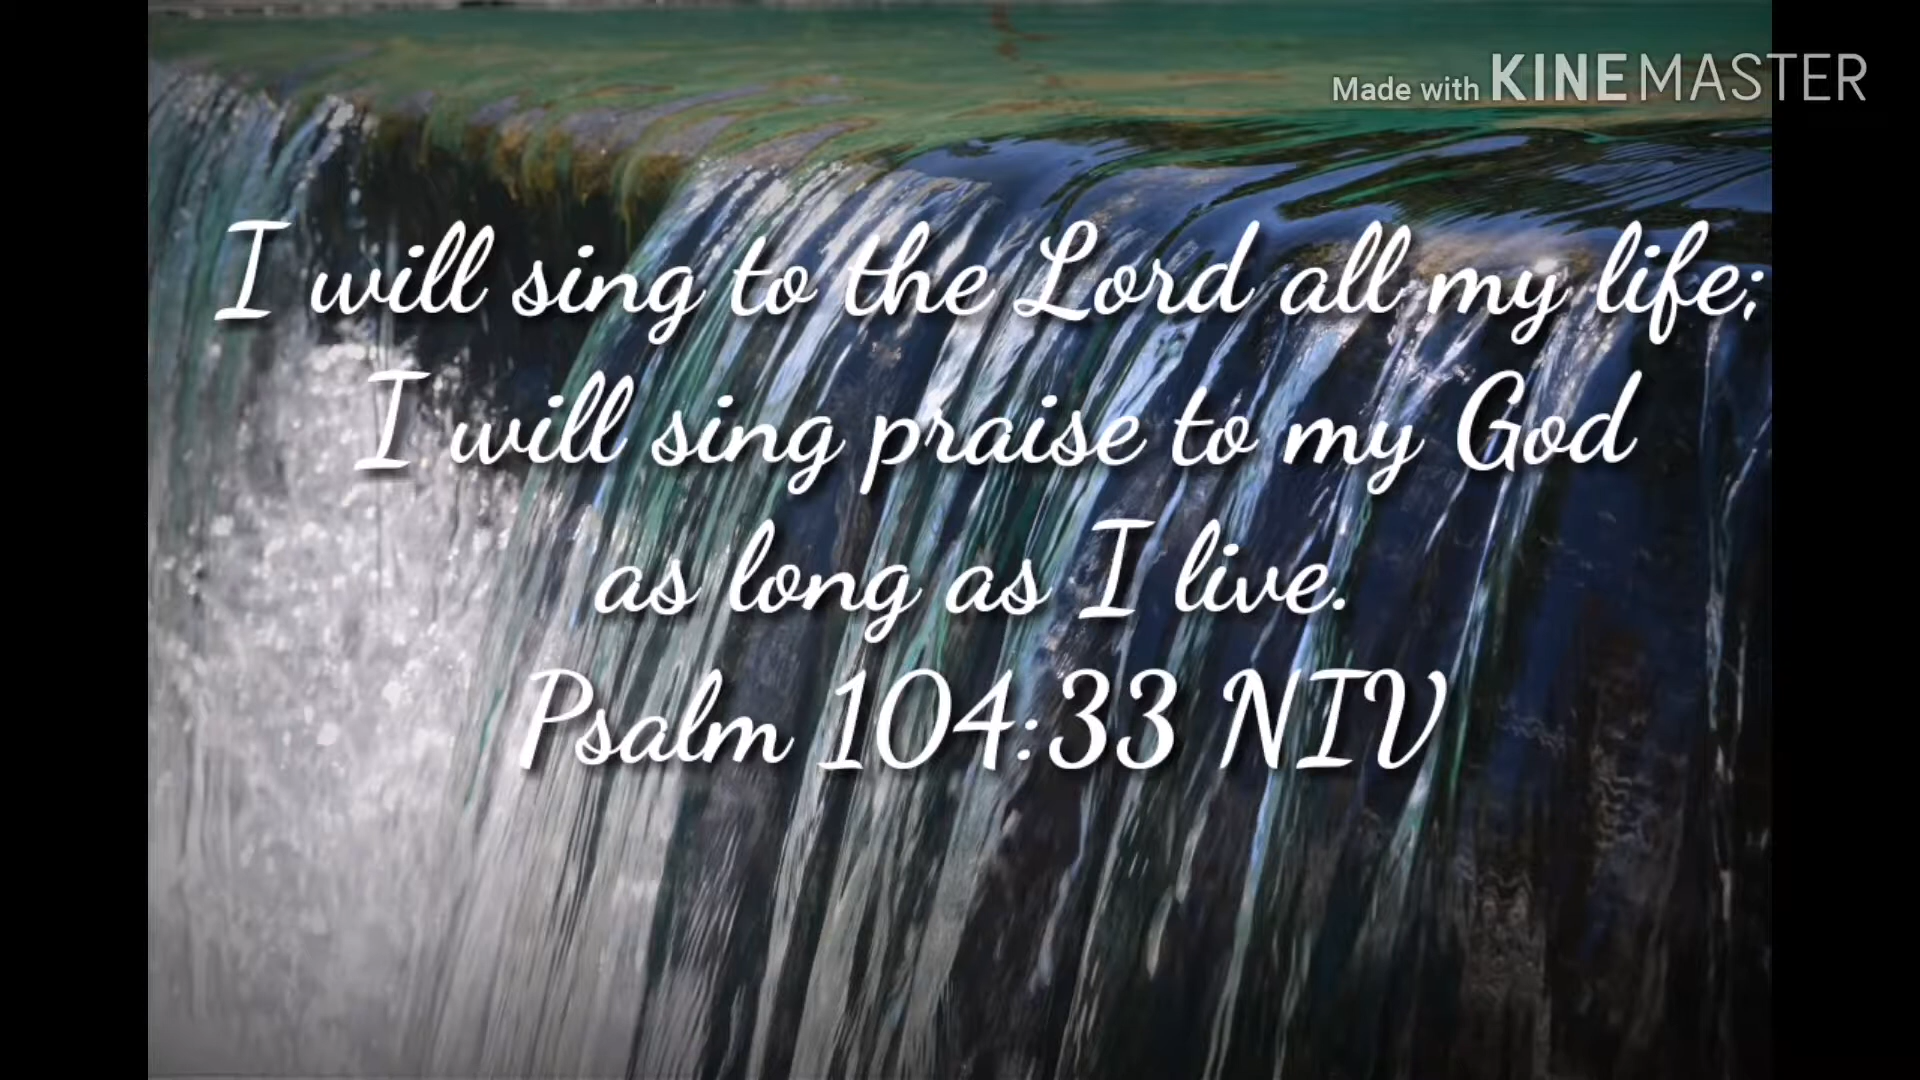 Made with KINEMASTER
I will sing to the Lord all my life;
I will sing praise to my God
as long as I live.
Psalm 104:33 NIV